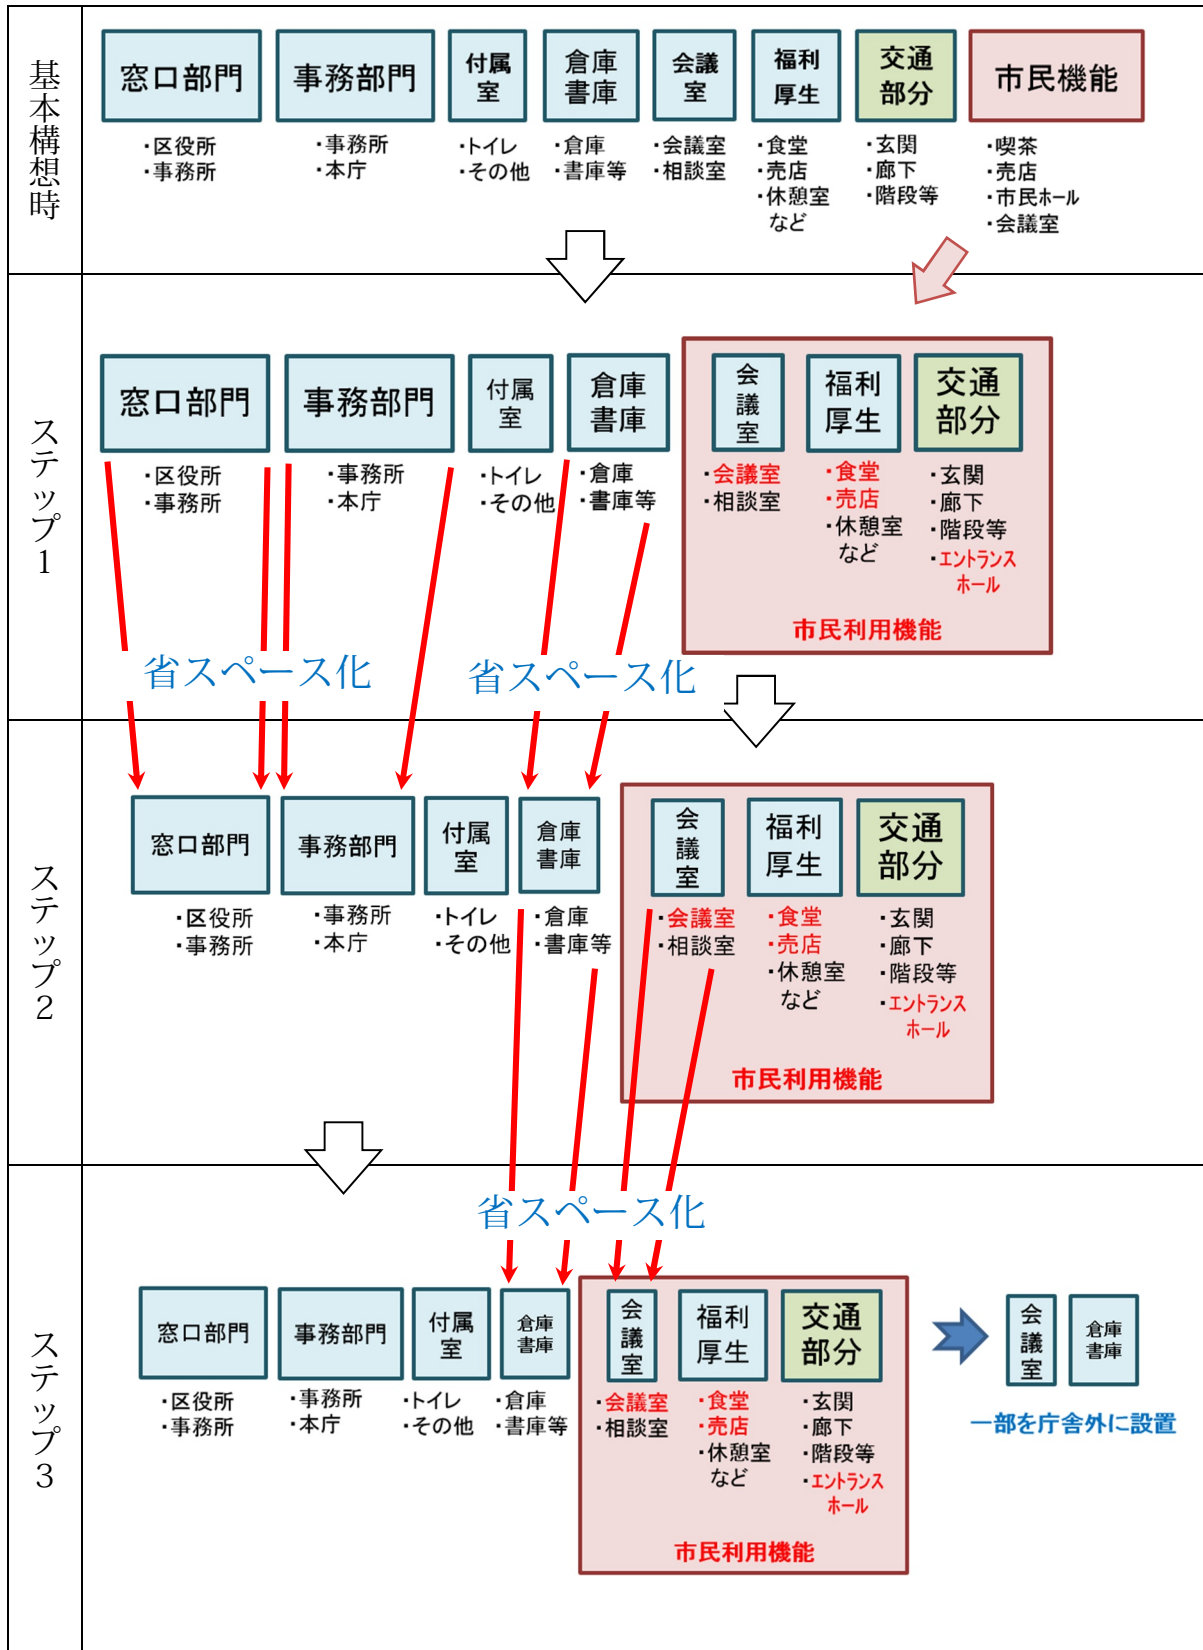 基本構想時
窓口部門
・区役所
・事務所
事務部門
・事務所
・本庁
付属
室
・トイレ
・その他
倉庫
書庫
・倉庫
・書庫等
会議
室
・会議室
・相談室
福利
厚生
・食堂
・売店
・休憩室
など
交通
部分
・玄関
・廊下
・階段等
市民機能
・喫茶
・売店
・市民ホール
・会議室
ステップ1
窓口部門
・区役所
・事務所
事務部門
・事務所
・本庁
付属
室
・トイレ
・その他
倉庫
書庫
・倉庫
・書庫等
会
議
室
・会議室
・相談室
福利
厚生
・食堂
・売店
・休憩室
など
交通
部分
・玄関
・廊下
・階段等
・エントランス
ホール
市民利用機能
省スペース化
省スペース化
ステップ2
窓口部門
・区役所
・事務所
事務部門
・事務所
・本庁
付属
室
・トイレ
・その他
倉庫
書庫
・倉庫
・書庫等
会
議
室
・会議室
・相談室
福利
厚生
・食堂
・売店
・休憩室
など
交通
部分
・玄関
・廊下
・階段等
・エントランス
ホール
市民利用機能
省スペース化
ステップ3
窓口部門
・区役所
・事務所
事務部門
・事務所
・本庁
付属
室
・トイレ
・その他
倉庫
書庫
・倉庫
・書庫等
会
議
室
・会議室
・相談室
福利
厚生
・食堂
・売店
・休憩室
など
交通
部分
・玄関
・廊下
・階段等
・エントランス
ホール
市民利用機能
会
議
室
倉庫
書庫
一部を庁舎外に設置